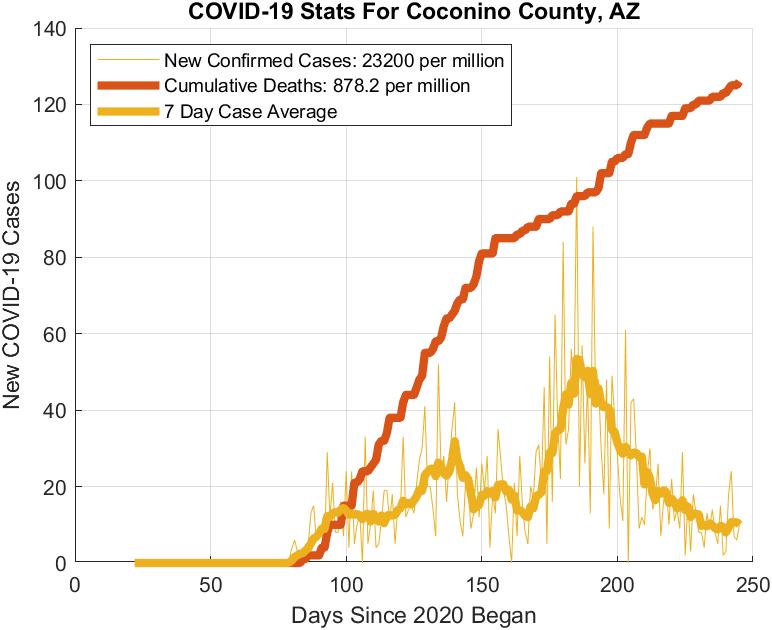 COVID-19 Stats For Coconino County, AZ
New Confirmed Cases: 23200 per million
Cumulative Deaths: 878.2 per million
7 Day Case Average
New COVID-19 Cases
140
120
100
80
60
40
20
0
0 50 100 150 200 250
Days Since 2020 Began